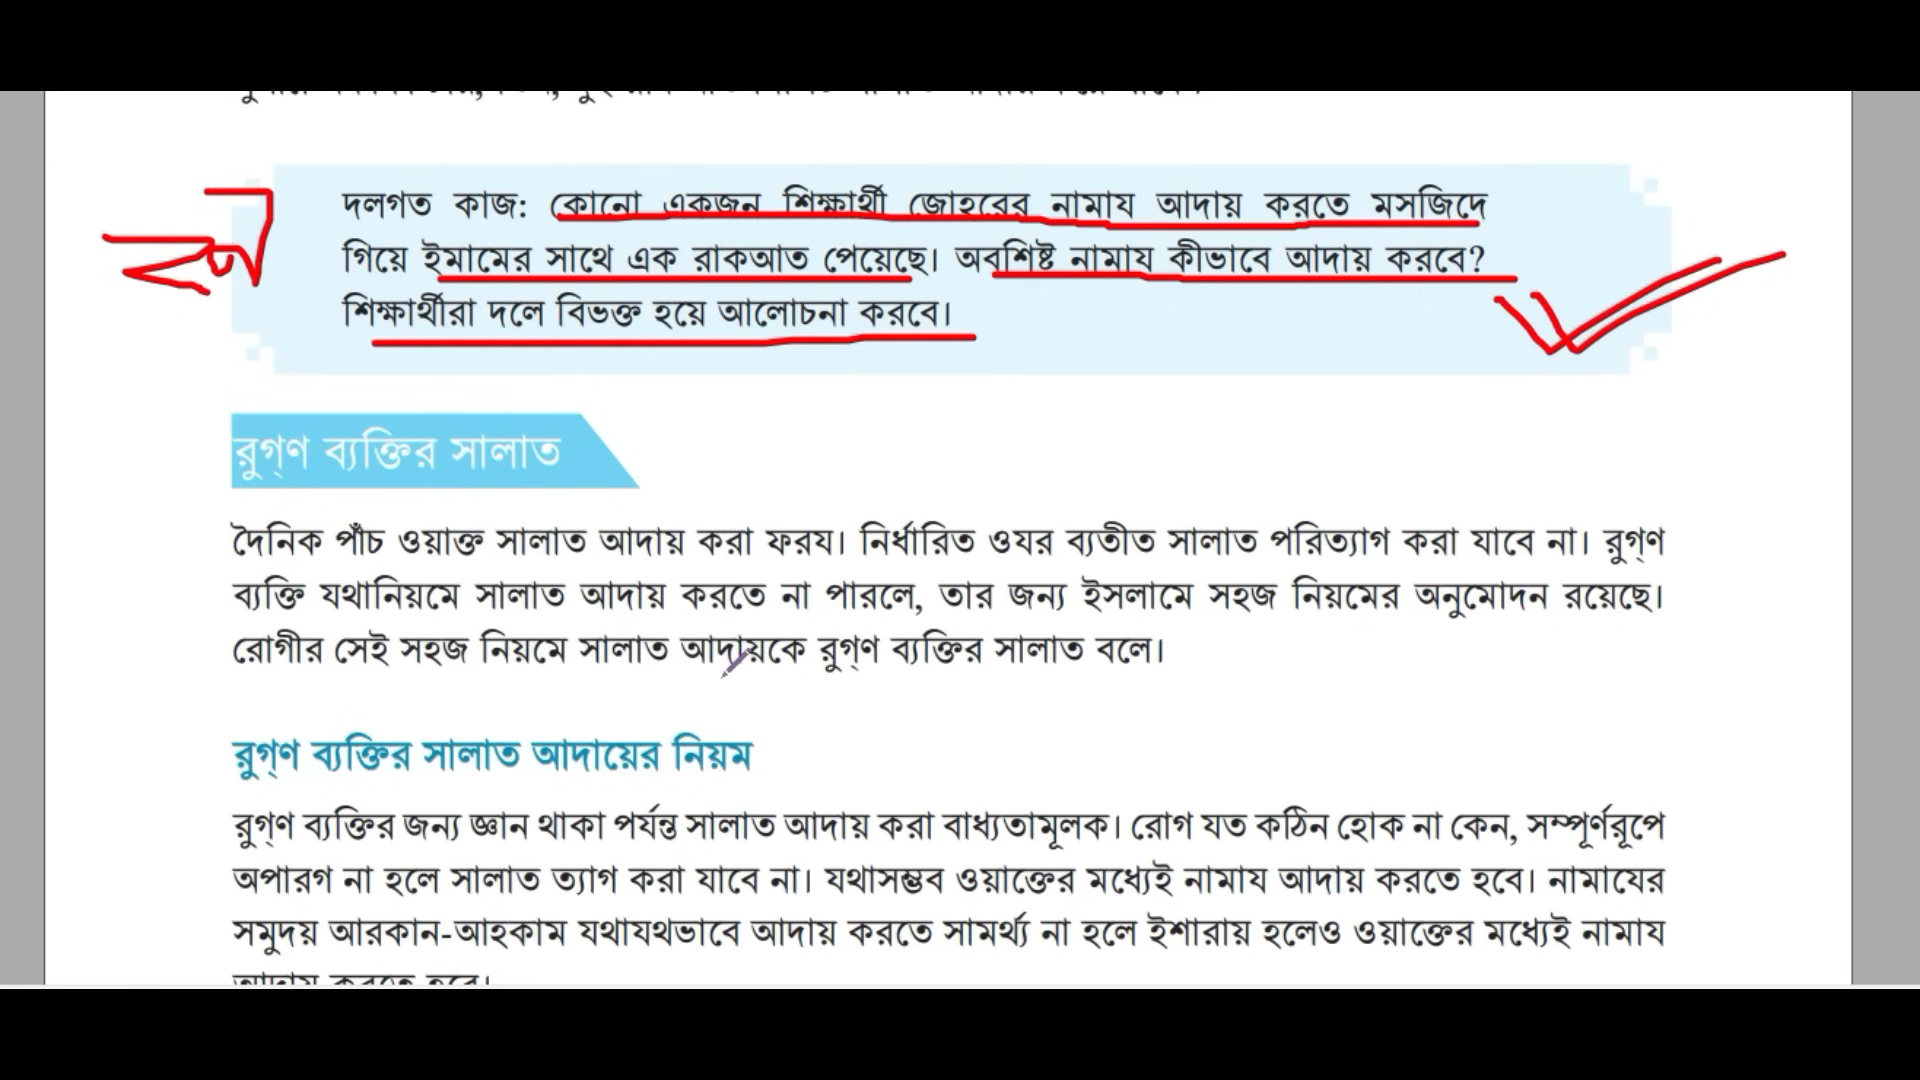 দলগত কাজ: কোনো একজন শিক্ষার্থী জোহরের নামায আদায় করতে মসজিদে
গিয়ে ইমামের সাথে এক রাকআত পেয়েছে। অবশিষ্ট নামায কীভাবে আদায় করবে?
শিক্ষার্থীরা দলে বিভক্ত হয়ে আলোচনা করবে।
রুগ্‌ণ ব্যক্তির সালাত
দৈনিক পাঁচ ওয়াক্ত সালাত আদায় করা ফরয। নির্ধারিত ওযর ব্যতীত সালাত পরিত্যাগ করা যাবে না। রুগ্‌ণ
ব্যক্তি যথানিয়মে সালাত আদায় করতে না পারলে, তার জন্য ইসলামে সহজ নিয়মের অনুমোদন রয়েছে।
রোগীর সেই সহজ নিয়মে সালাত আদায়কে রুগ্‌ণ ব্যক্তির সালাত বলে।
রুগ্‌ণ ব্যক্তির সালাত আদায়ের নিয়ম
রুগ্‌ণ ব্যক্তির জন্য জ্ঞান থাকা পর্যন্ত সালাত আদায় করা বাধ্যতামূলক। রোগ যত কঠিন হোক না কেন, সম্পূর্ণরূপে
অপারগ না হলে সালাত ত্যাগ করা যাবে না। যথাসম্ভব ওয়াক্তের মধ্যেই নামায আদায় করতে হবে। নামাযের
সমুদয় আরকান-আহকাম যথাযথভাবে আদায় করতে সামর্থ্য না হলে ইশারায় হলেও ওয়াক্তের মধ্যেই নামায
আদায় করতে হবে।